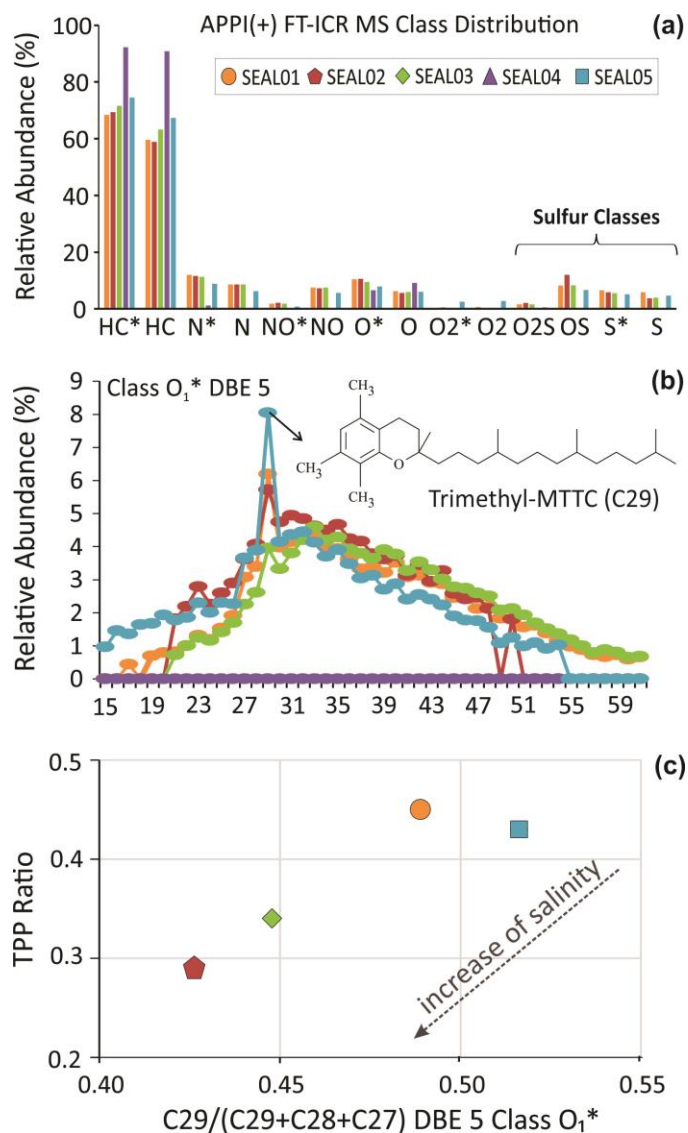 APPI(+) FT-ICR MS Class Distribution (a)
SEAL01 SEAL02 SEAL03 SEAL04 SEAL05
Relative Abundance (%)
100
80
60
40
20
0
Sulfur Classes
HC* HC N* N NO* NO O* O O2* O2 O2S OS S* S
Class O₁* DBE 5 (b)
Relative Abundance (%)
9
8
7
6
5
4
3
2
1
0
CH₃
CH₃
CH₃
CH₃
O
Trimethyl-MTTC (C29)
15 19 23 27 31 35 39 43 47 51 55 59
(c)
TPP Ratio
0.5
0.4
0.3
0.2
increase of salinity
0.40 0.45 0.50 0.55
C29/(C29+C28+C27) DBE 5 Class O₁*